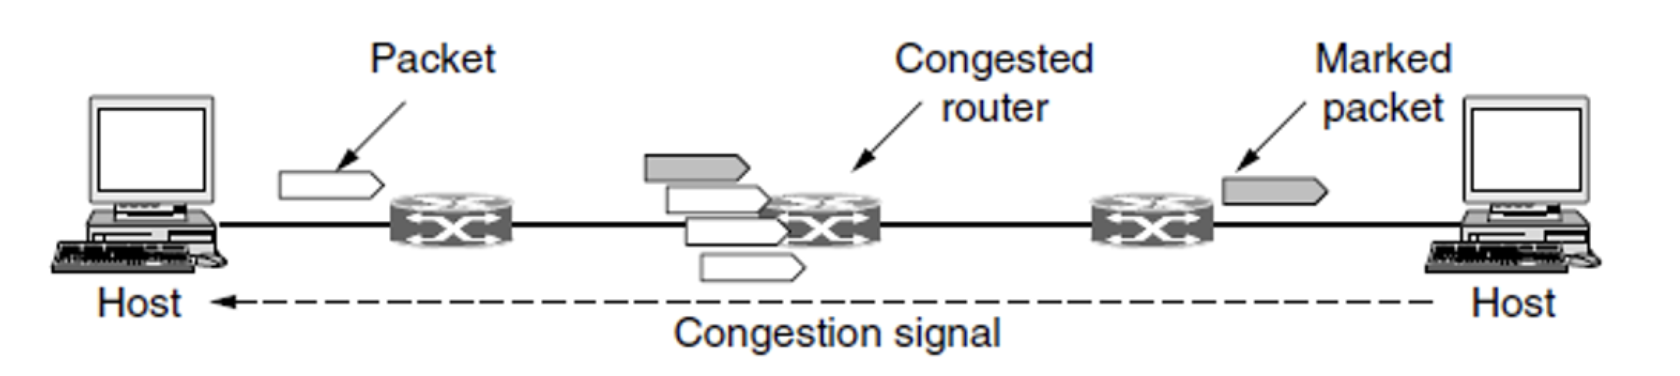 Packet
Congested
router
Marked
packet
Host
Host
Congestion signal